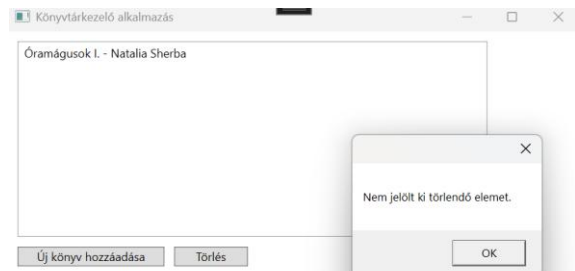 Könyvtárkezelő alkalmazás
Óramágusok I. - Natalia Sherba
Nem jelölt ki törlendő elemet.
OK
Új könyv hozzáadása
Törlés